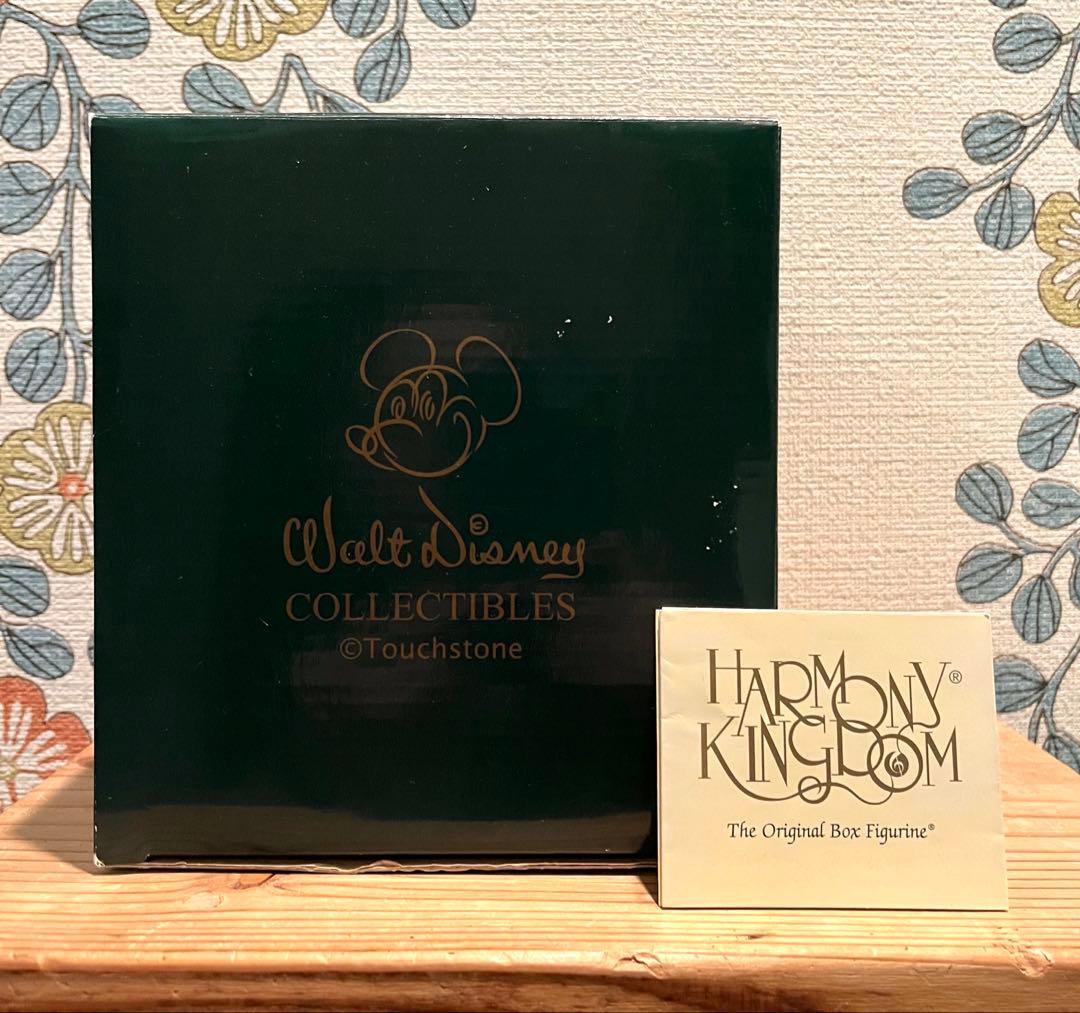 Walt Disney©
COLLECTIBLES
©Touchstone
HARMONY®
KINGDOM
The Original Box Figurine®